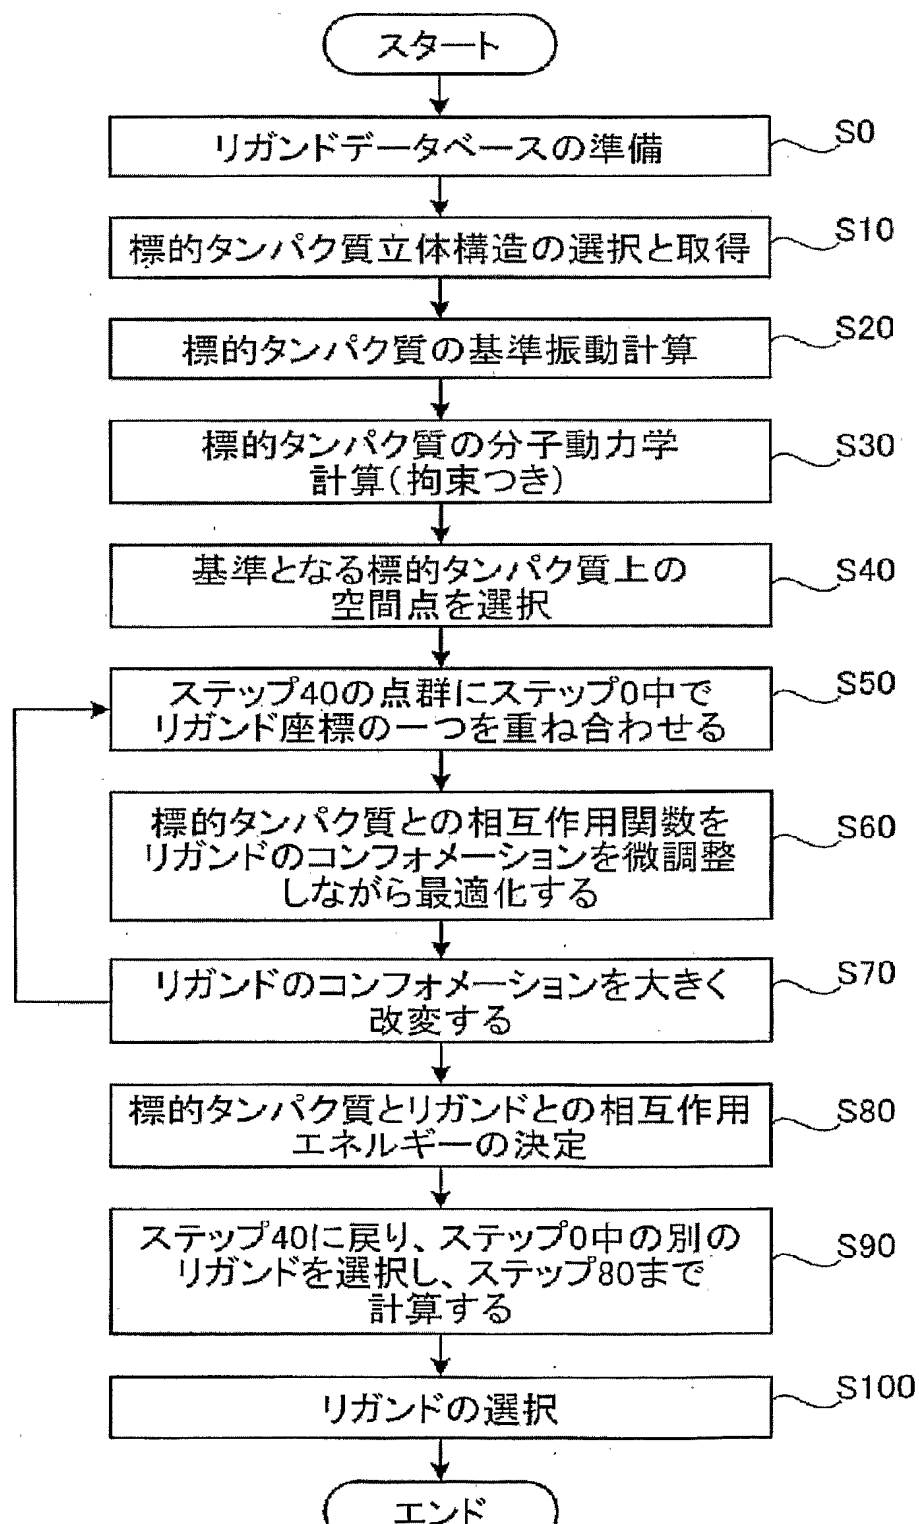 スタート
リガンドデータベースの準備
S0
標的タンパク質立体構造の選択と取得
S10
標的タンパク質の基準振動計算
S20
標的タンパク質の分子動力学
計算(拘束つき)
S30
基準となる標的タンパク質上の
空間点を選択
S40
ステップ40の点群にステップ0中で
リガンド座標の一つを重ね合わせる
S50
標的タンパク質との相互作用関数を
リガンドのコンフォメーションを微調整
しながら最適化する
S60
リガンドのコンフォメーションを大きく
改変する
S70
標的タンパク質とリガンドとの相互作用
エネルギーの決定
S80
ステップ40に戻り、ステップ0中の別の
リガンドを選択し、ステップ80まで
計算する
S90
リガンドの選択
S100
エンド